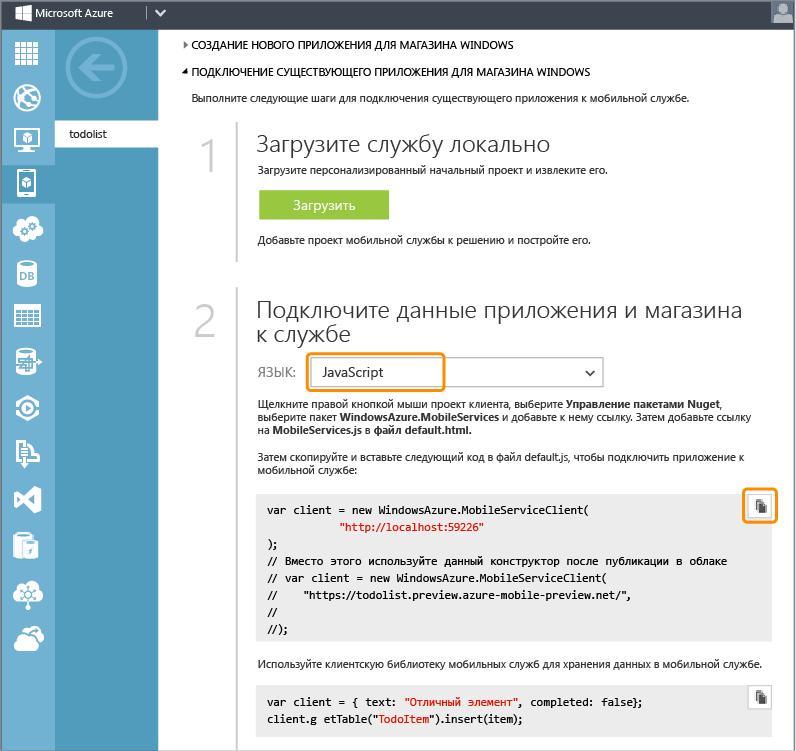 Microsoft Azure
СОЗДАНИЕ НОВОГО ПРИЛОЖЕНИЯ ДЛЯ МАГАЗИНА WINDOWS
ПОДКЛЮЧЕНИЕ СУЩЕСТВУЮЩЕГО ПРИЛОЖЕНИЯ ДЛЯ МАГАЗИНА WINDOWS
Выполните следующие шаги для подключения существующего приложения к мобильной службе.
todolist
1
Загрузите службу локально
Загрузите персонализированный начальный проект и извлеките его.
Загрузить
Добавьте проект мобильной службы к решению и постройте его.
2
Подключите данные приложения и магазина
к службе
ЯЗЫК:
JavaScript
Щелкните правой кнопкой мыши проект клиента, выберите Управление пакетами Nuget,
выберите пакет WindowsAzure.MobileServices и добавьте к нему ссылку. Затем добавьте ссылку
на MobileServices.js в файл default.html.
Затем скопируйте и вставьте следующий код в файл default.js, чтобы подключить приложение к
мобильной службе:
var client = new WindowsAzure.MobileServiceClient(
"http://localhost:59226"
);
// Вместо этого используйте данный конструктор после публикации в облаке
// var client = new WindowsAzure.MobileServiceClient(
// "https://todolist.preview.azure-mobile-preview.net/",
//
//);
Используйте клиентскую библиотеку мобильных служб для хранения данных в мобильной службе.
var client = { text: "Отличный элемент", completed: false};
client.g etTable("TodoItem").insert(item);
DB